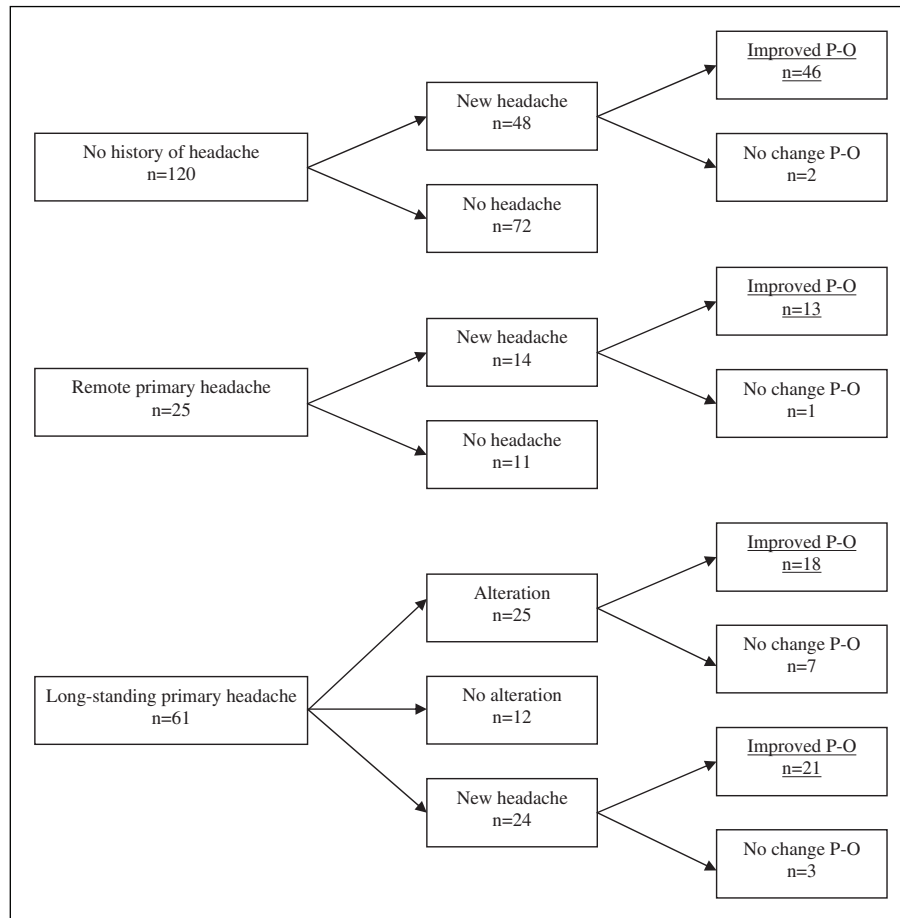 No history of headache
n=120
New headache
n=48
Improved P-O
n=46
No change P-O
n=2
No headache
n=72
Remote primary headache
n=25
New headache
n=14
Improved P-O
n=13
No change P-O
n=1
No headache
n=11
Long-standing primary headache
n=61
Alteration
n=25
Improved P-O
n=18
No change P-O
n=7
No alteration
n=12
New headache
n=24
Improved P-O
n=21
No change P-O
n=3